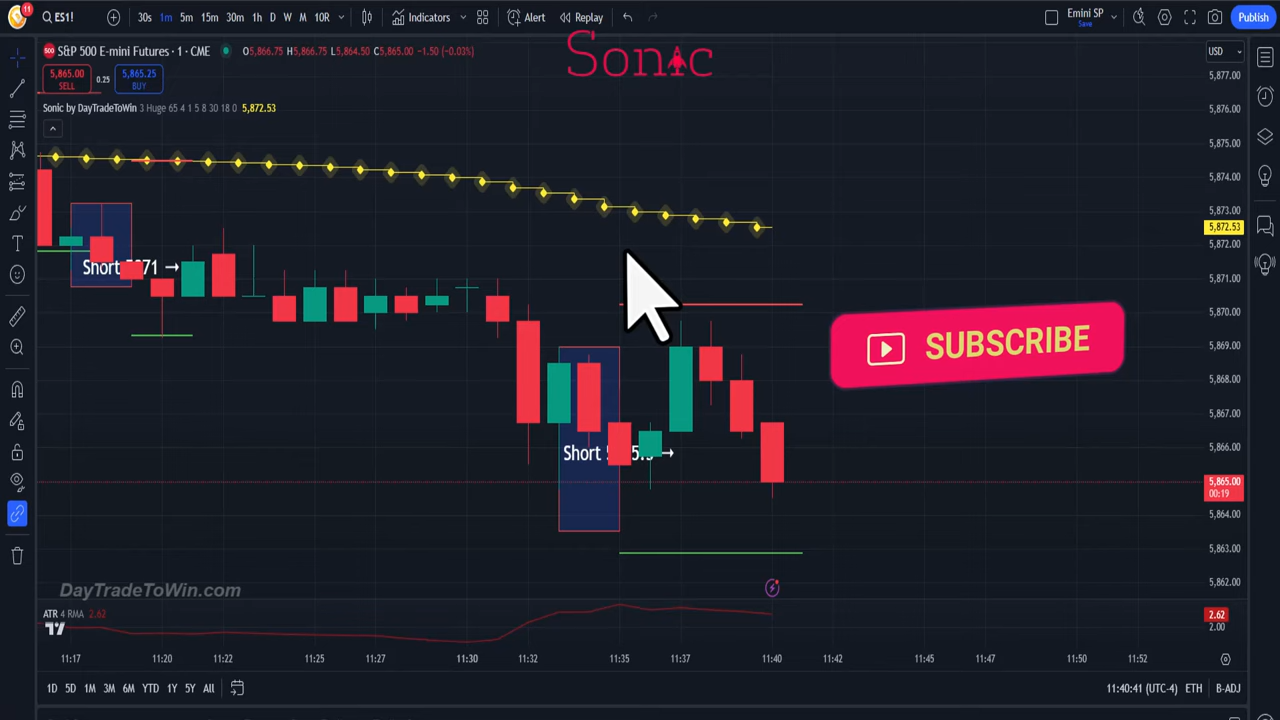 11
ES1!
30s 1m 5m 15m 30m 1h D W M 10R
Indicators
Alert
Replay
Emini SP
Save
Publish
500 S&P 500 E-mini Futures · 1 · CME
O5,866.75 H5,866.75 L5,864.50 C5,865.00 -1.50 (-0.03%)
Sonic
USD
5,865.00
SELL
0.25
5,865.25
BUY
Sonic by DayTradeToWin 3 Huge 65 4 1 5 8 30 18 0 5,872.53
5,877.00
5,876.00
5,875.00
5,874.00
5,873.00
5,872.53
5,872.00
5,871.00
5,870.00
5,869.00
5,868.00
5,867.00
5,866.00
5,865.00
00:19
5,864.00
5,863.00
5,862.00
Short 5871 →
SUBSCRIBE
Short →
DayTradeToWin.com
ATR 4 RMA 2.62
2.62
2.00
11:17 11:20 11:22 11:25 11:27 11:30 11:32 11:35 11:37 11:40 11:42 11:45 11:47 11:50 11:52
1D 5D 1M 3M 6M YTD 1Y 5Y All
11:40:41 (UTC-4) ETH B-ADJ